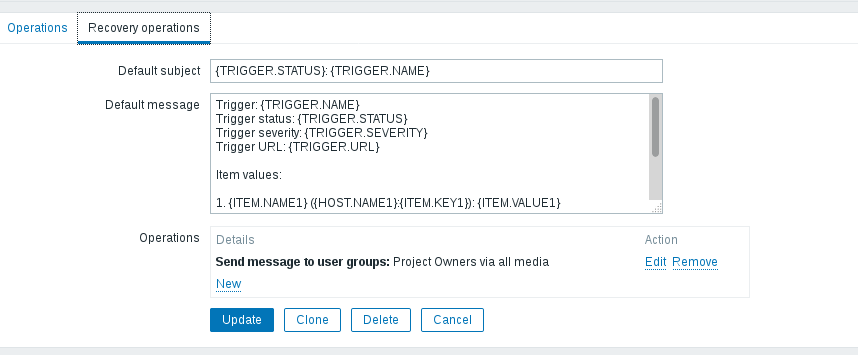 Operations Recovery operations
Default subject {TRIGGER.STATUS}: {TRIGGER.NAME}
Default message Trigger: {TRIGGER.NAME}
Trigger status: {TRIGGER.STATUS}
Trigger severity: {TRIGGER.SEVERITY}
Trigger URL: {TRIGGER.URL}
Item values:
1. {ITEM.NAME1} ({HOST.NAME1}:{ITEM.KEY1}): {ITEM.VALUE1}
Operations Details Action
Send message to user groups: Project Owners via all media Edit Remove
New
Update Clone Delete Cancel